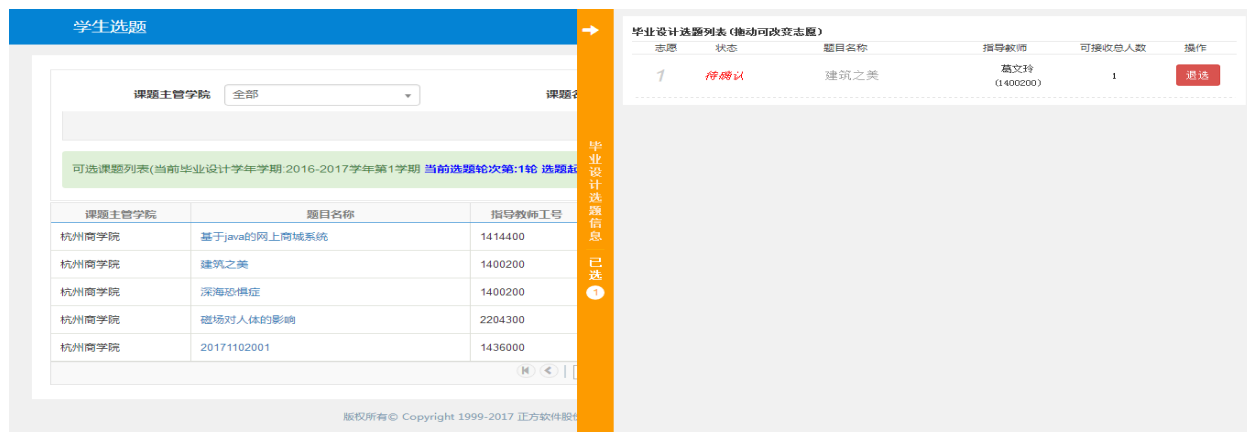 学生选题
课题主管学院 全部 课题名
可选课题列表(当前毕业设计学年学期:2016-2017学年第1学期 当前选题轮次第:1轮 选题起
课题主管学院 题目名称 指导教师工号
杭州商学院 基于java的网上商城系统 1414400
杭州商学院 建筑之美 1400200
杭州商学院 深海恐惧症 1400200
杭州商学院 磁场对人体的影响 2204300
杭州商学院 20171102001 1436000
版权所有© Copyright 1999-2017 正方软件股份
毕业设计选题信息 已选 1
毕业设计选题列表(拖动可改变志愿)
志愿 状态 题目名称 指导教师 可接收总人数 操作
1 待确认 建筑之美 葛文玲 1 退选
(1400200)